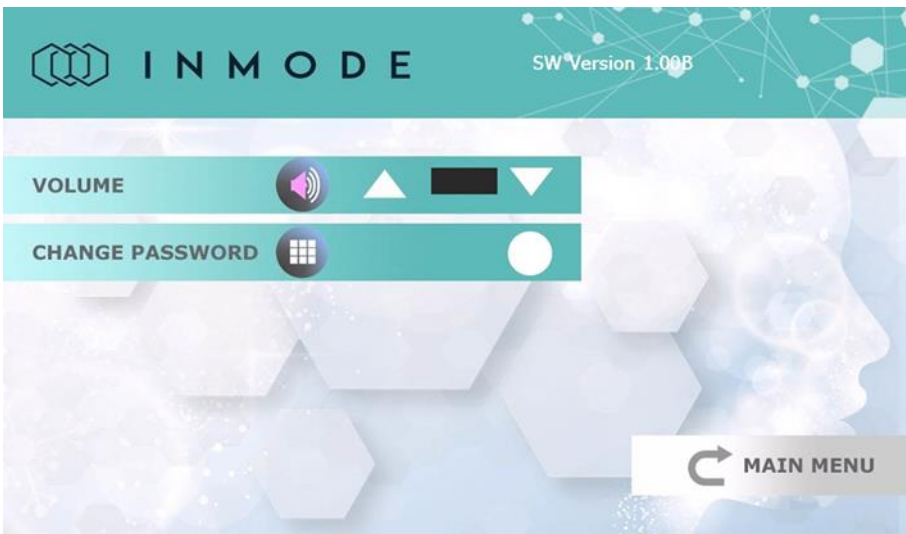 INMODE
SW Version 1.00B
VOLUME
CHANGE PASSWORD
MAIN MENU